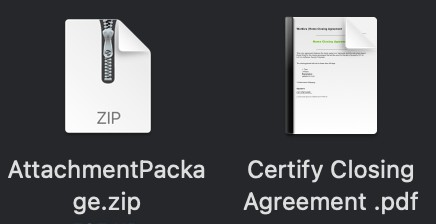 ZIP
AttachmentPacka
ge.zip
Certify Closing
Agreement .pdf